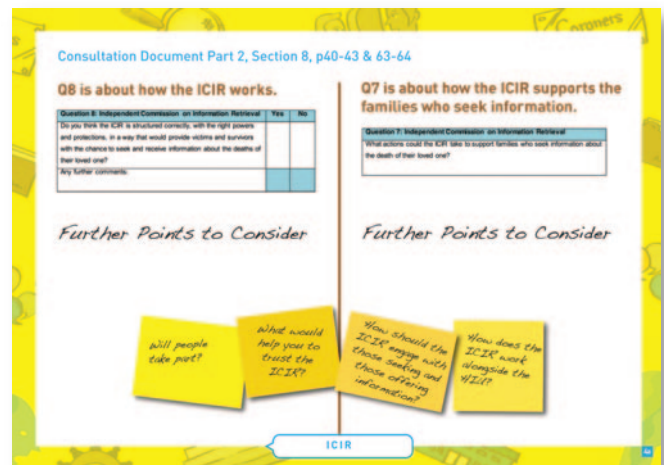 Coroners
Consultation Document Part 2, Section 8, p40-43 & 63-64
Q8 is about how the ICIR works.
Question 8: Independent Commission on Information Retrieval Yes No
Do you think the ICIR is structured correctly, with the right powers
and protections, in a way that would provide victims and survivors
with the chance to seek and receive information about the deaths of
their loved one?
Any further comments:
Further Points to Consider
Will people
take part?
What would
help you to
trust the
ICIR?
Q7 is about how the ICIR supports the
families who seek information.
Question 7: Independent Commission on Information Retrieval
What actions could the ICIR take to support families who seek information about
the death of their loved one?
Further Points to Consider
How should the
ICIR engage with
those seeking and
those offering
information?
How does the
ICIR work
alongside the
HIU?
ICIR